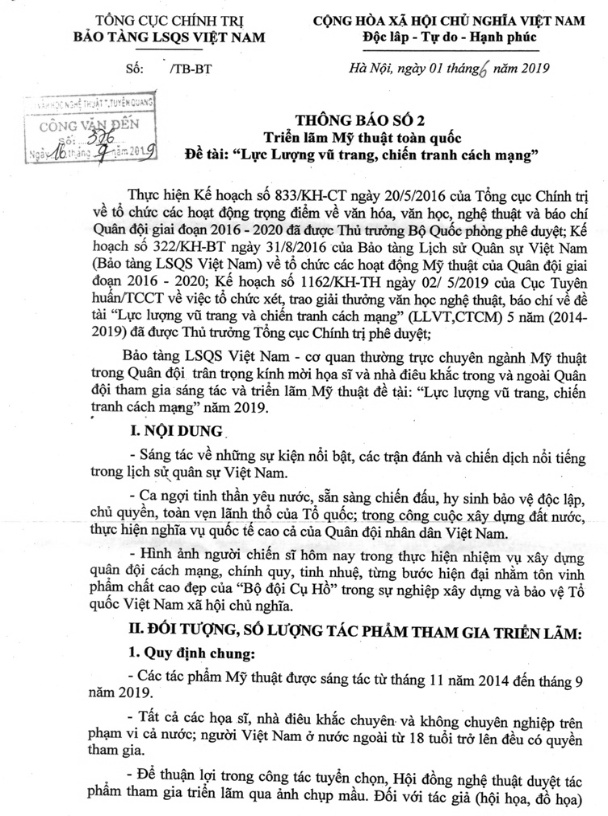 TỔNG CỤC CHÍNH TRỊ
BẢO TÀNG LSQS VIỆT NAM
Số: /TB-BT
CỘNG HÒA XÃ HỘI CHỦ NGHĨA VIỆT NAM
Độc lập - Tự do - Hạnh phúc
Hà Nội, ngày 01 tháng 6 năm 2019
VĂN HỌC NGHỆ THUẬT T.TUYÊN QUANG
CÔNG VĂN ĐẾN
Số: 326
Ngày 16 tháng 9 năm 2019
THÔNG BÁO SỐ 2
Triển lãm Mỹ thuật toàn quốc
Đề tài: “Lực Lượng vũ trang, chiến tranh cách mạng”
Thực hiện Kế hoạch số 833/KH-CT ngày 20/5/2016 của Tổng cục Chính trị
về tổ chức các hoạt động trọng điểm về văn hóa, văn học, nghệ thuật và báo chí
Quân đội giai đoạn 2016 - 2020 đã được Thủ trưởng Bộ Quốc phòng phê duyệt; Kế
hoạch số 322/KH-BT ngày 31/8/2016 của Bảo tàng Lịch sử Quân sự Việt Nam
(Bảo tàng LSQS Việt Nam) về tổ chức các hoạt động Mỹ thuật của Quân đội giai
đoạn 2016 - 2020; Kế hoạch số 1162/KH-TH ngày 02/ 5/2019 của Cục Tuyên
huấn/TCCT về việc tổ chức xét, trao giải thưởng văn học nghệ thuật, báo chí về đề
tài “Lực lượng vũ trang và chiến tranh cách mạng” (LLVT,CTCM) 5 năm (2014-
2019) đã được Thủ trưởng Tổng cục Chính trị phê duyệt;
Bảo tàng LSQS Việt Nam - cơ quan thường trực chuyên ngành Mỹ thuật
trong Quân đội trân trọng kính mời họa sĩ và nhà điêu khắc trong và ngoài Quân
đội tham gia sáng tác và triển lãm Mỹ thuật đề tài: “Lực lượng vũ trang, chiến
tranh cách mạng” năm 2019.
I. NỘI DUNG
- Sáng tác về những sự kiện nổi bật, các trận đánh và chiến dịch nổi tiếng
trong lịch sử quân sự Việt Nam.
- Ca ngợi tinh thần yêu nước, sẵn sàng chiến đấu, hy sinh bảo vệ độc lập,
chủ quyền, toàn vẹn lãnh thổ của Tổ quốc; trong công cuộc xây dựng đất nước,
thực hiện nghĩa vụ quốc tế cao cả của Quân đội nhân dân Việt Nam.
- Hình ảnh người chiến sĩ hôm nay trong thực hiện nhiệm vụ xây dựng
quân đội cách mạng, chính quy, tinh nhuệ, từng bước hiện đại nhằm tôn vinh
phẩm chất cao đẹp của “Bộ đội Cụ Hồ” trong sự nghiệp xây dựng và bảo vệ Tổ
quốc Việt Nam xã hội chủ nghĩa.
II. ĐỐI TƯỢNG, SỐ LƯỢNG TÁC PHẨM THAM GIA TRIỂN LÃM:
1. Quy định chung:
- Các tác phẩm Mỹ thuật được sáng tác từ tháng 11 năm 2014 đến tháng 9
năm 2019.
- Tất cả các họa sĩ, nhà điêu khắc chuyên và không chuyên nghiệp trên
phạm vi cả nước; người Việt Nam ở nước ngoài từ 18 tuổi trở lên đều có quyền
tham gia.
- Để thuận lợi trong công tác tuyển chọn, Hội đồng nghệ thuật duyệt tác
phẩm tham gia triển lãm qua ảnh chụp mầu. Đối với tác giả (hội họa, đồ họa)